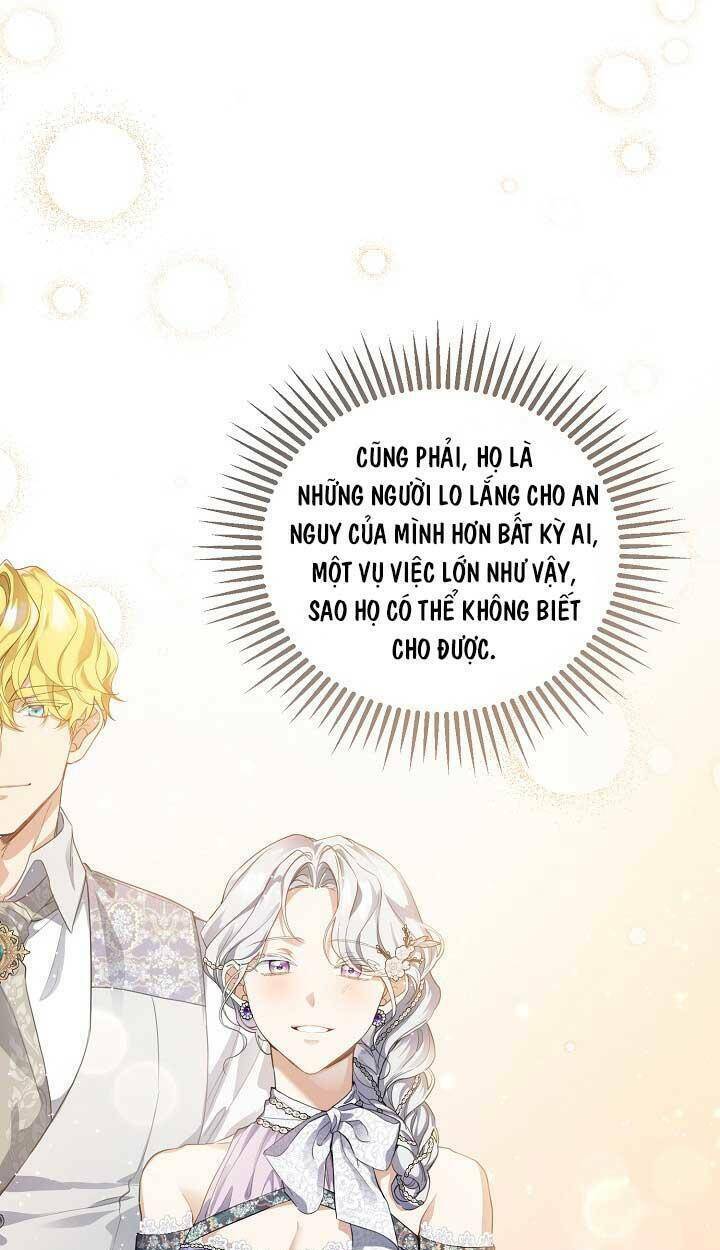 CŨNG PHẢI, HỌ LÀ
NHỮNG NGƯỜI LO LẮNG CHO AN
NGUY CỦA MÌNH HƠN BẤT KỲ AI,
MỘT VỤ VIỆC LỚN NHƯ VẬY,
SAO HỌ CÓ THỂ KHÔNG BIẾT
CHO ĐƯỢC.